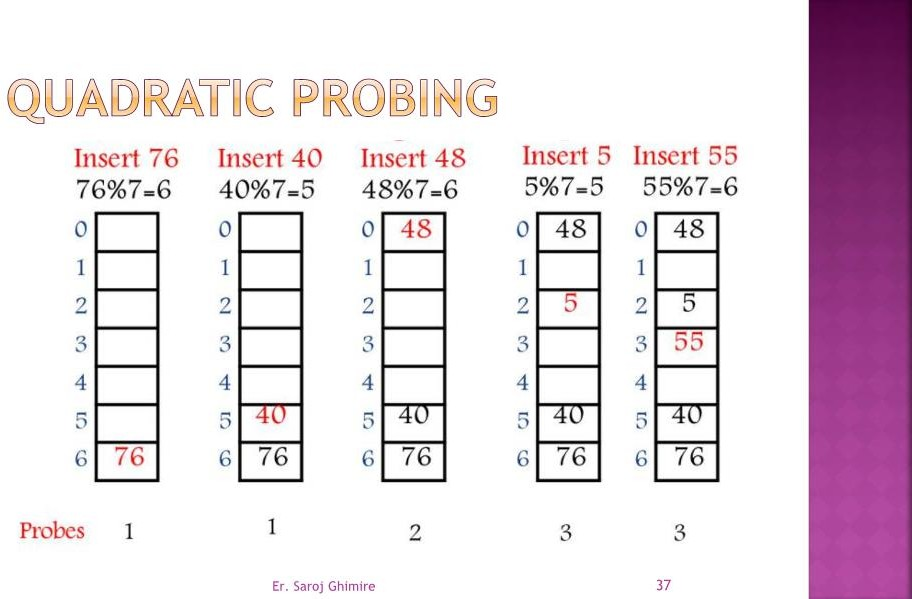 QUADRATIC PROBING
Insert 76 Insert 40 Insert 48 Insert 5 Insert 55
76%7=6 40%7=5 48%7=6 5%7=5 55%7=6
0 0 0 48 0 48 0 48
1 1 1 1 1
2 2 2 2 5 2 5
3 3 3 3 3 55
4 4 4 4 4
5 5 40 5 40 5 40 5 40
6 76 6 76 6 76 6 76 6 76
Probes 1 1 2 3 3
Er. Saroj Ghimire 37